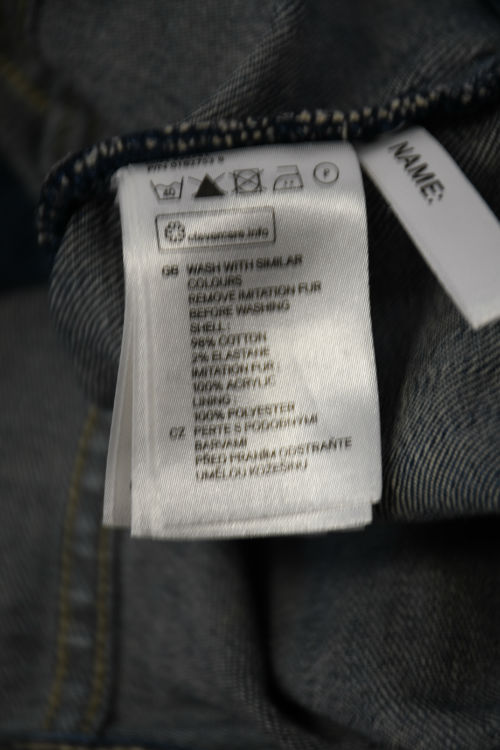 40
P
clevercare.info
GB WASH WITH SIMILAR
COLOURS
REMOVE IMITATION FUR
BEFORE WASHING
SHELL:
98% COTTON
2% ELASTANE
IMITATION FUR:
100% ACRYLIC
LINING:
100% POLYESTER
CZ PERTE S PODOBNÝMI
BARVAMI
PŘED PRANÍM ODSTRAŇTE
UMĚLOU KOŽEŠINU
NAME: